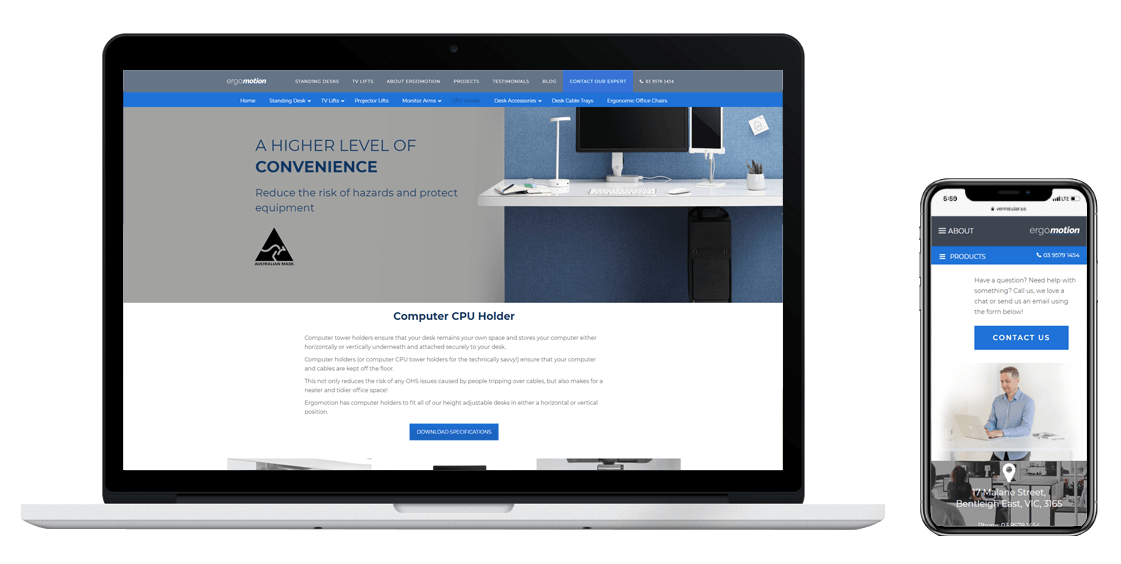 ergomotion STANDING DESKS TV LIFTS ABOUT ERGOMOTION PROJECTS TESTIMONIALS BLOG CONTACT OUR EXPERT 03 9579 1454
Home Standing Desk TV Lifts Projector Lifts Monitor Arms CPU Holder Desk Accessories Desk Cable Trays Ergonomic Office Chairs
A HIGHER LEVEL OF
CONVENIENCE
Reduce the risk of hazards and protect
equipment
AUSTRALIAN MADE
Computer CPU Holder
Computer tower holders ensure that your desk remains your own space and stores your computer either
horizontally or vertically underneath and attached securely to your desk.
Computer holders (or computer CPU tower holders for the technically savvy!) ensure that your computer
and cables are kept off the floor.
This not only reduces the risk of any OHS issues caused by people tripping over cables, but also makes for a
neater and tidier office space!
Ergomotion has computer holders to fit all of our height adjustable desks in either a horizontal or vertical
position.
DOWNLOAD SPECIFICATIONS
5:59 LTE
vermicular.us
ABOUT ergomotion
PRODUCTS 03 9579 1454
Have a question? Need help with
something? Call us, we love a
chat or send us an email using
the form below!
CONTACT US
17 Malane Street,
Bentleigh East, VIC, 3165
Phone: 03 9579 1454